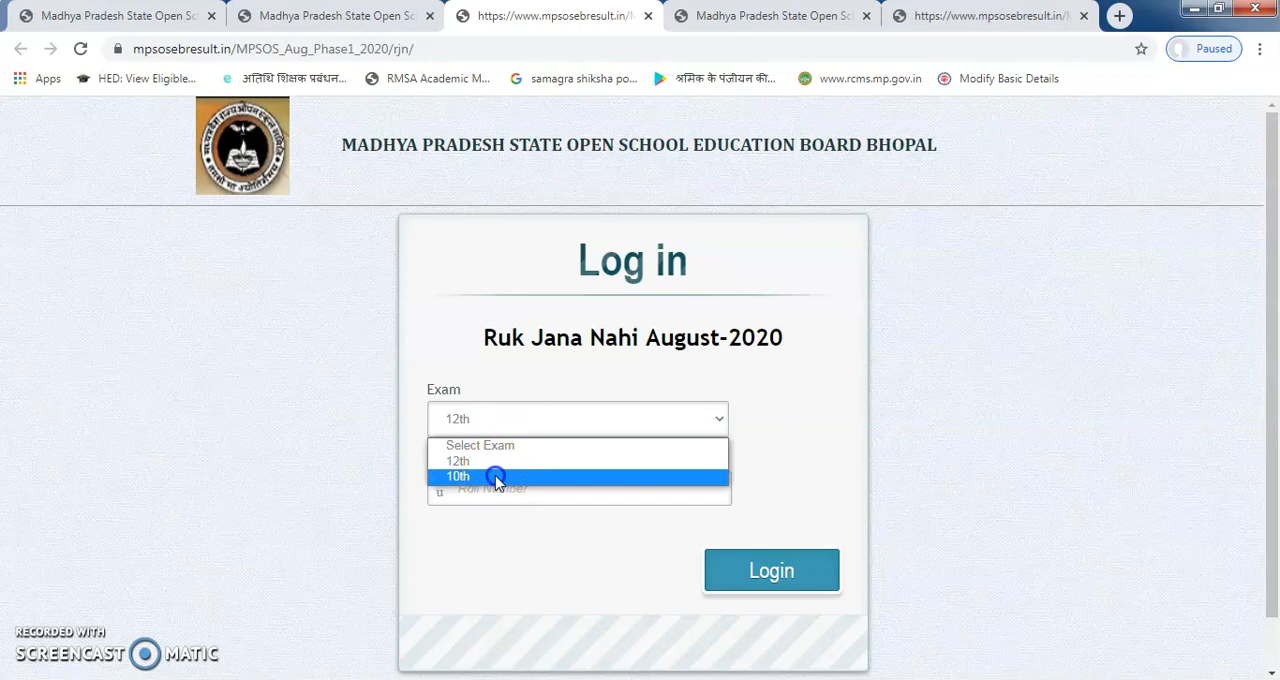 Madhya Pradesh State Open Sc
Madhya Pradesh State Open Sc
https://www.mpsosebresult.in/M
Madhya Pradesh State Open Sc
https://www.mpsosebresult.in/M
mpsosebresult.in/MPSOS_Aug_Phase1_2020/rjn/
Paused
Apps
HED: View Eligible...
अतिथि शिक्षक प्रबंधन...
RMSA Academic M...
samagra shiksha po...
श्रमिक के पंजीयन की...
www.rcms.mp.gov.in
Modify Basic Details
MADHYA PRADESH STATE OPEN SCHOOL EDUCATION BOARD BHOPAL
Log in
Ruk Jana Nahi August-2020
Exam
12th
Select Exam
12th
10th
u Roll Number
Login
RECORDED WITH
SCREENCAST MATIC